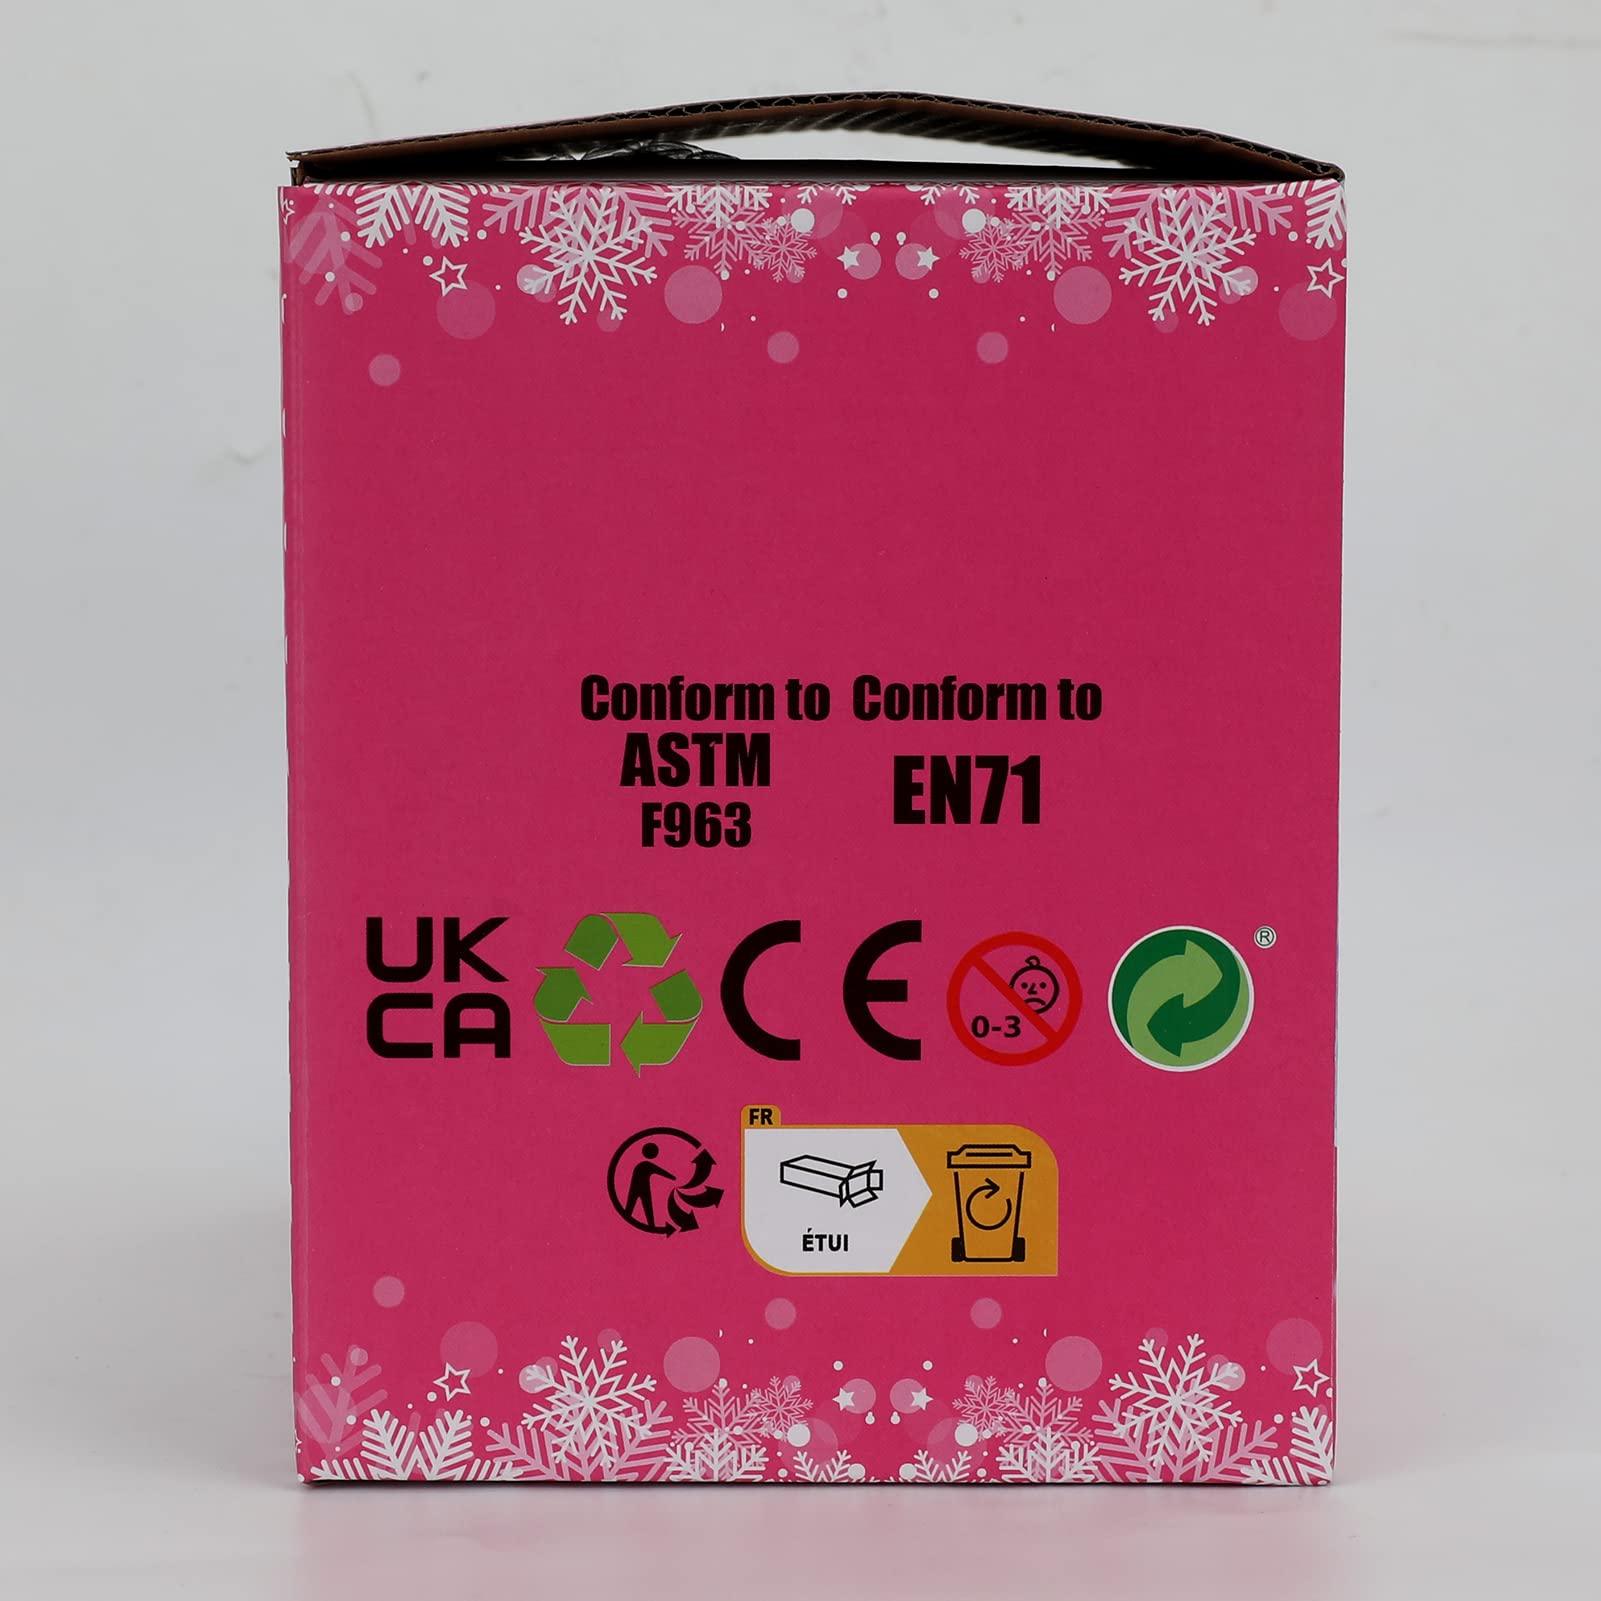 Conform to Conform to
ASTM
EN71
F963
UK
CA
CE
0-3
®
FR
ÉTUI